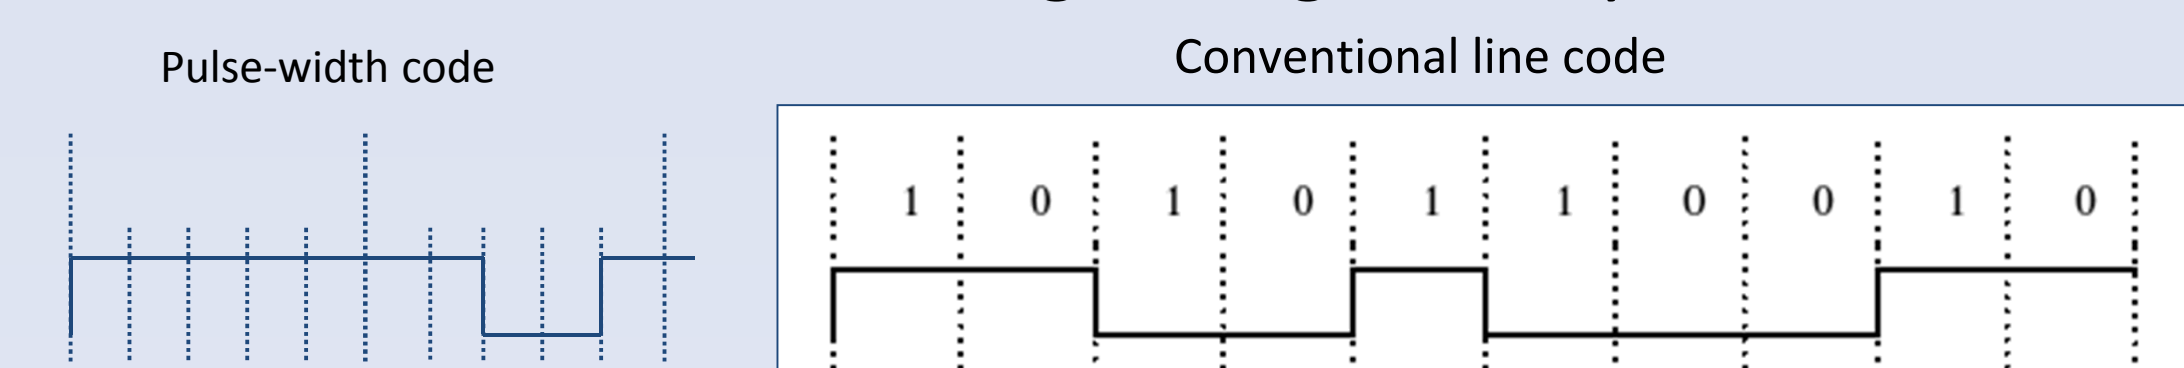 Pulse-width code
Conventional line code
1 0 1 0 1 1 0 0 1 0